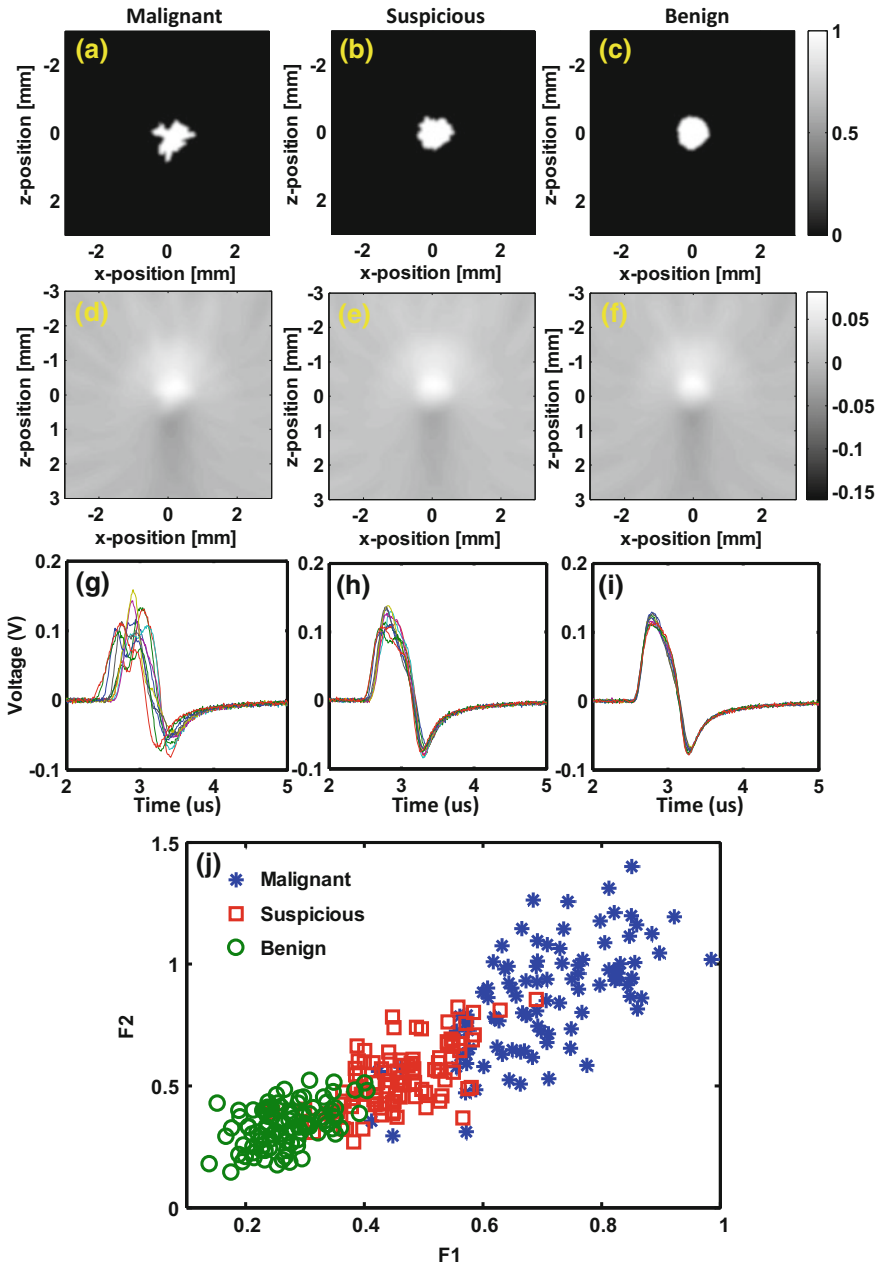 Malignant Suspicious Benign
(a) (b) (c)
z-position [mm] -2 0 2
z-position [mm] -2 0 2
z-position [mm] -2 0 2
1
0.5
0
-2 0 2 -2 0 2 -2 0 2
x-position [mm] x-position [mm] x-position [mm]
(d) (e) (f)
z-position [mm] -3 -2 -1 0 1 2 3
z-position [mm] -3 -2 -1 0 1 2 3
z-position [mm] -3 -2 -1 0 1 2 3
0.05
0
-0.05
-0.1
-0.15
-2 0 2 -2 0 2 -2 0 2
x-position [mm] x-position [mm] x-position [mm]
(g) (h) (i)
Voltage (V) 0.2 0.1 0 -0.1
0.2 0.1 0 -0.1
0.2 0.1 0 -0.1
2 3 4 5 2 3 4 5 2 3 4 5
Time (us) Time (us) Time (us)
(j)
Malignant
Suspicious
Benign
F2
1.5
1
0.5
0
0.2 0.4 0.6 0.8 1
F1